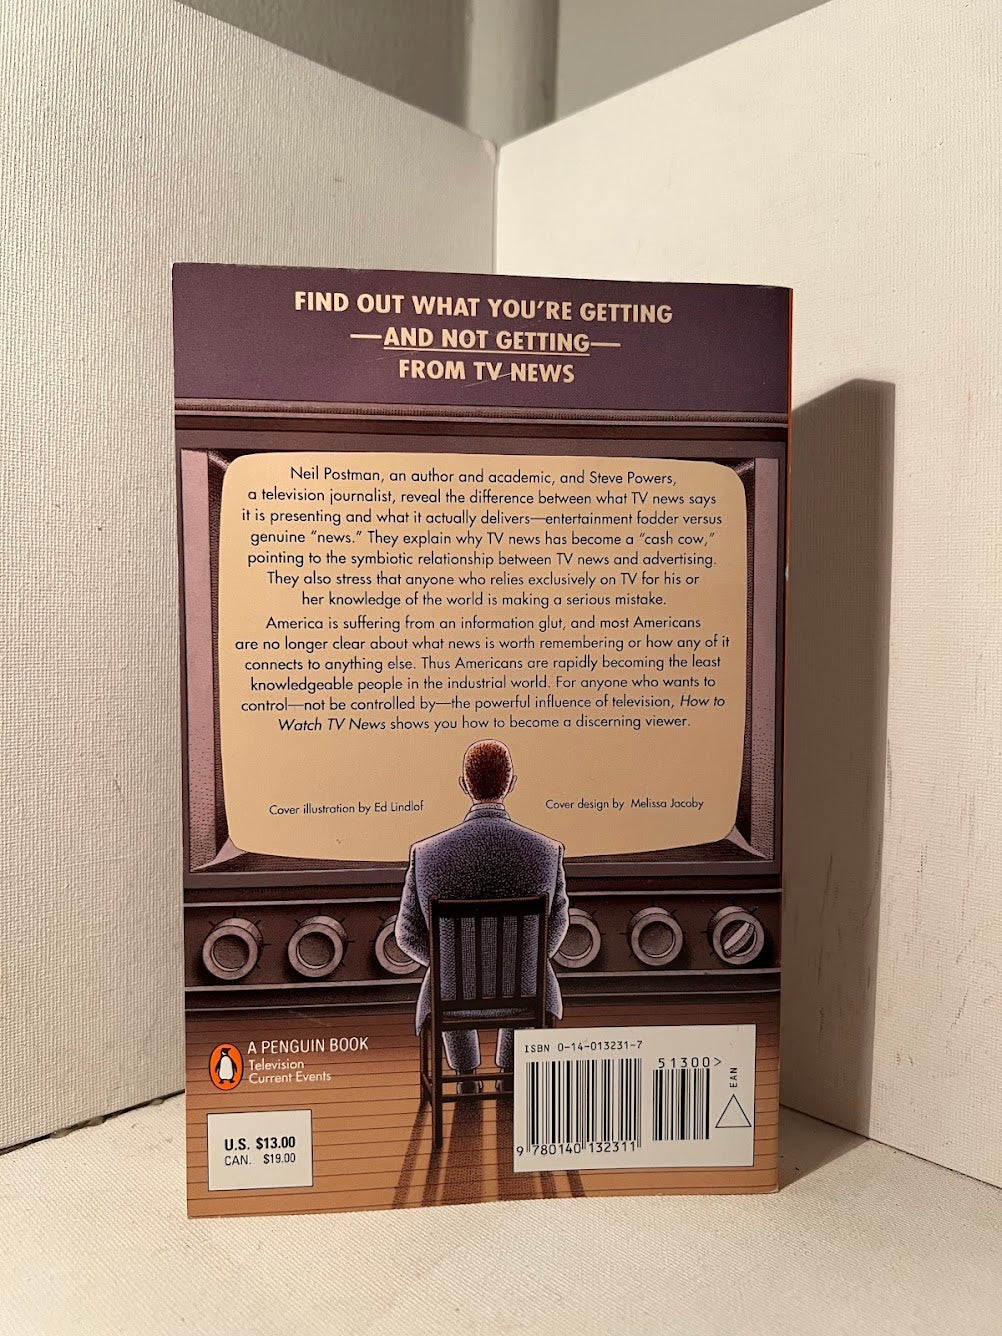 FIND OUT WHAT YOU'RE GETTING
—AND NOT GETTING—
FROM TV NEWS
Neil Postman, an author and academic, and Steve Powers,
a television journalist, reveal the difference between what TV news says
it is presenting and what it actually delivers—entertainment fodder versus
genuine "news." They explain why TV news has become a "cash cow,"
pointing to the symbiotic relationship between TV news and advertising.
They also stress that anyone who relies exclusively on TV for his or
her knowledge of the world is making a serious mistake.
America is suffering from an information glut, and most Americans
are no longer clear about what news is worth remembering or how any of it
connects to anything else. Thus Americans are rapidly becoming the least
knowledgeable people in the industrial world. For anyone who wants to
control—not be controlled by—the powerful influence of television, How to
Watch TV News shows you how to become a discerning viewer.
Cover illustration by Ed Lindlof
Cover design by Melissa Jacoby
A PENGUIN BOOK
Television
Current Events
U.S. $13.00
CAN. $19.00
ISBN 0-14-013231-7
51300>
EAN
9 780140 132311